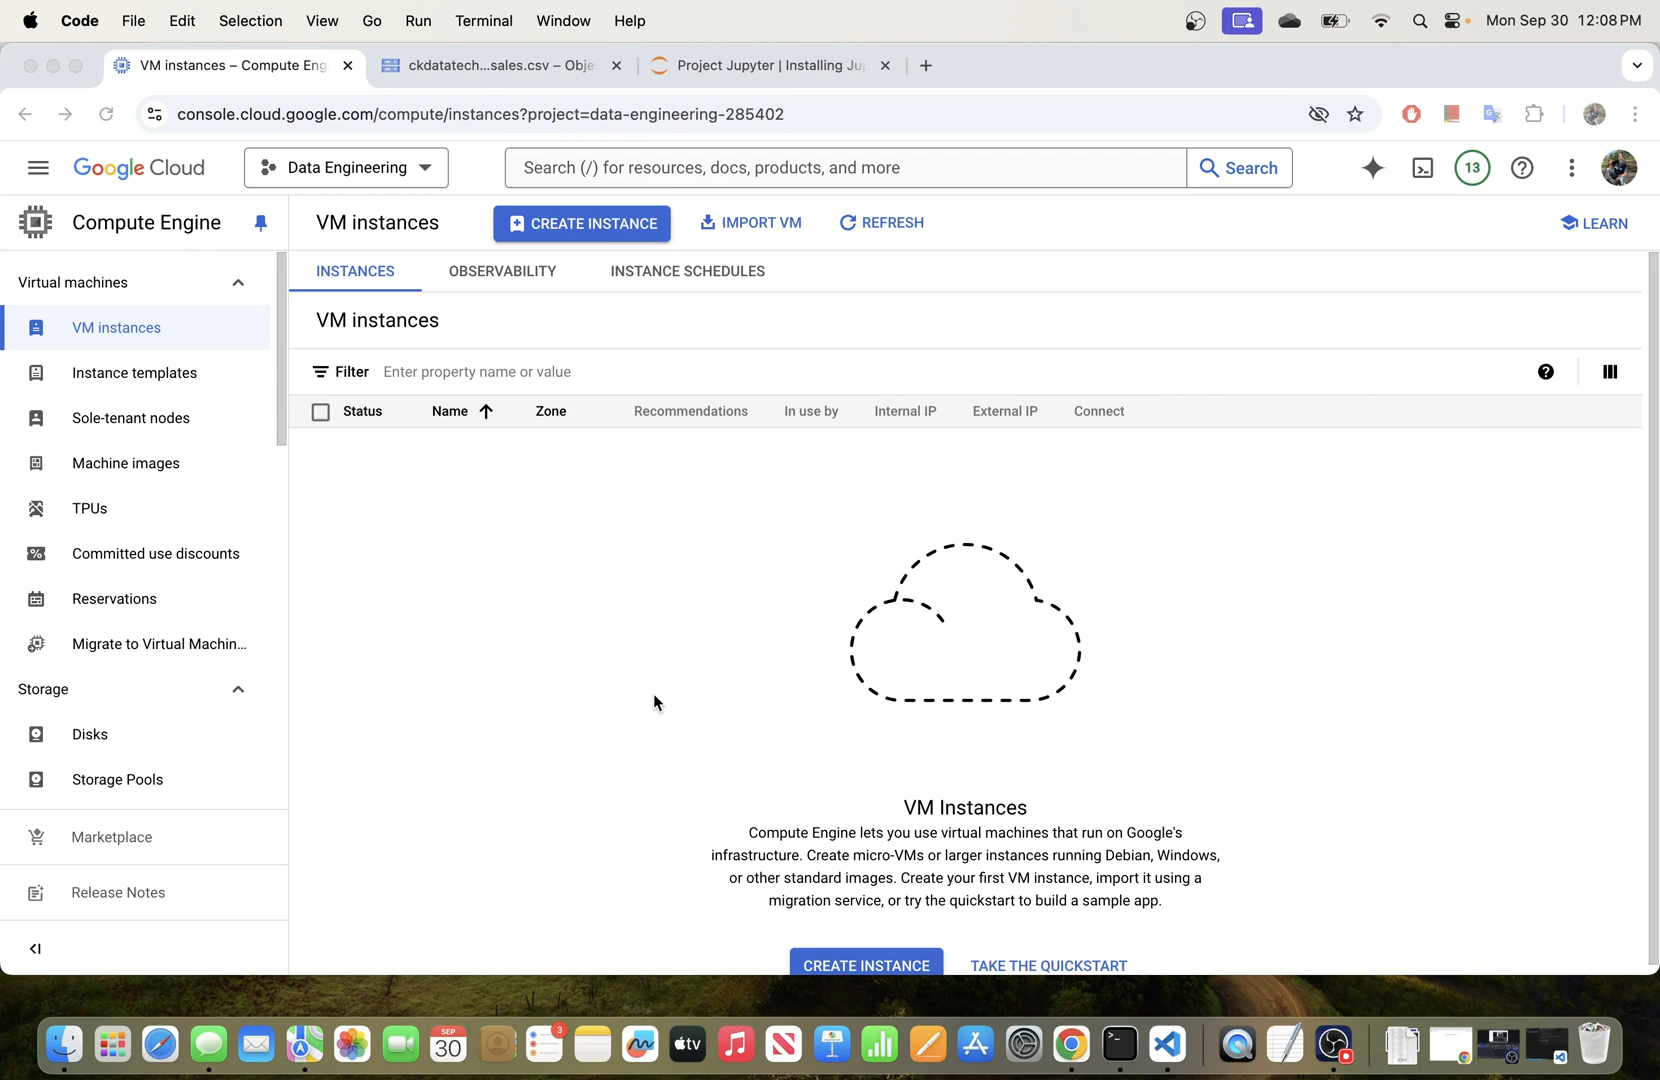 Code File Edit Selection View Go Run Terminal Window Help Mon Sep 30 12:08 PM
VM instances – Compute Eng ckdatatech...sales.csv – Obje Project Jupyter | Installing Ju
console.cloud.google.com/compute/instances?project=data-engineering-285402
Google Cloud Data Engineering Search (/) for resources, docs, products, and more Search 13
Compute Engine VM instances CREATE INSTANCE IMPORT VM REFRESH LEARN
INSTANCES OBSERVABILITY INSTANCE SCHEDULES
Virtual machines
VM instances
VM instances
Instance templates
Filter Enter property name or value
Status Name Zone Recommendations In use by Internal IP External IP Connect
Sole-tenant nodes
Machine images
TPUs
Committed use discounts
Reservations
Migrate to Virtual Machin...
Storage
Disks
Storage Pools
Marketplace
Release Notes
VM Instances
Compute Engine lets you use virtual machines that run on Google's
infrastructure. Create micro-VMs or larger instances running Debian, Windows,
or other standard images. Create your first VM instance, import it using a
migration service, or try the quickstart to build a sample app.
CREATE INSTANCE TAKE THE QUICKSTART
SEP
30
3
tv